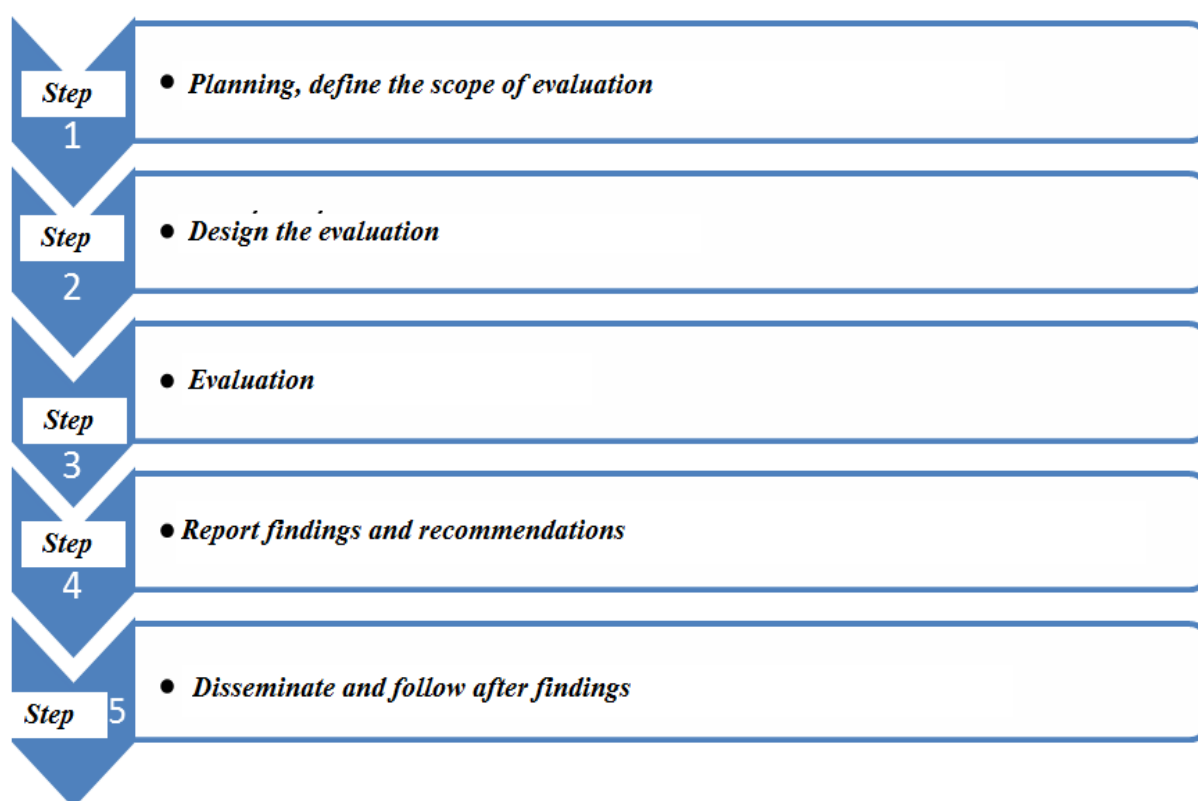 Step
1
• Planning, define the scope of evaluation
Step
2
• Design the evaluation
Step
3
• Evaluation
Step
4
• Report findings and recommendations
Step 5
• Disseminate and follow after findings